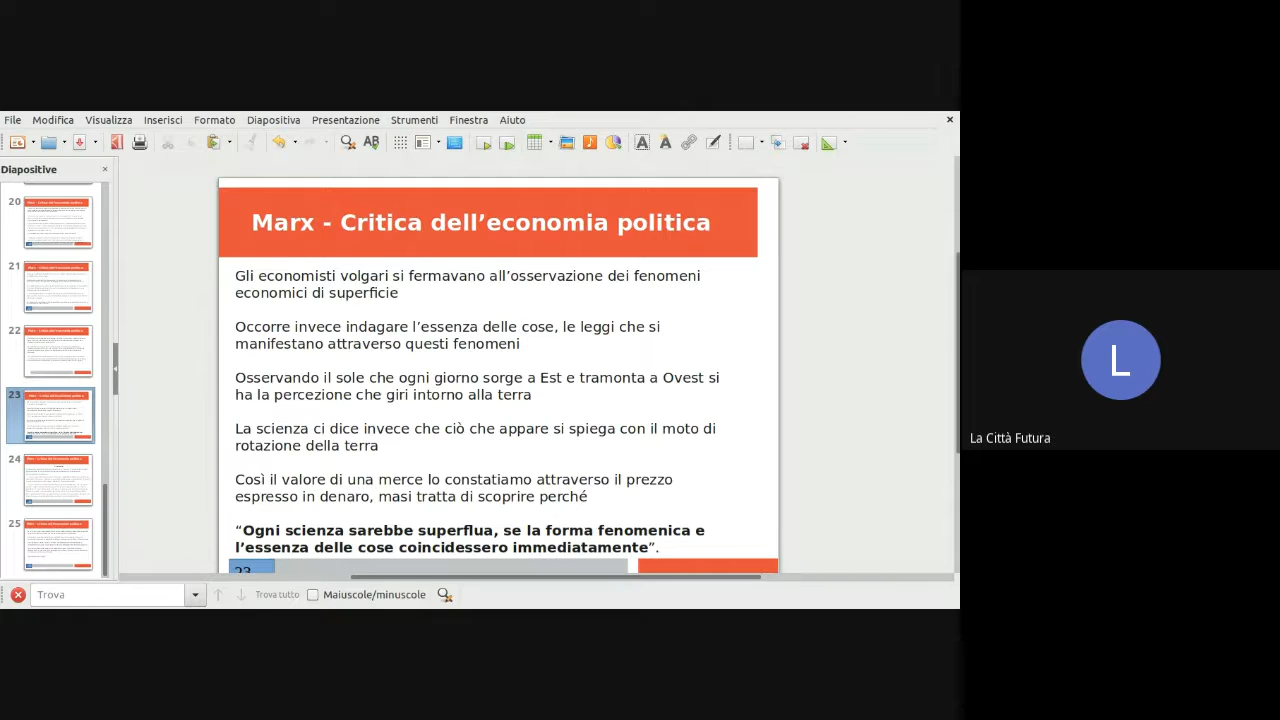 File Modifica Visualizza Inserisci Formato Diapositiva Presentazione Strumenti Finestra Aiuto
Diapositive
20
21
22
23
24
25
Marx - Critica dell’economia politica
Gli economisti volgari si fermavano all’osservazione dei fenomeni
economici di superficie
Occorre invece indagare l’essenza delle cose, le leggi che si
manifestano attraverso questi fenomeni
Osservando il sole che ogni giorno sorge a Est e tramonta a Ovest si
ha la percezione che giri intorno alla terra
La scienza ci dice invece che ciò che appare si spiega con il moto di
rotazione della terra
Così il valore di una merce lo constatiamo attraverso il prezzo
espresso in denaro, masi tratta di scoprire perché
“Ogni scienza sarebbe superflua se la forma fenomenica e
l’essenza delle cose coincidessero immediatamente”.
23
Trova
Trova tutto
Maiuscole/minuscole
L
La Città Futura